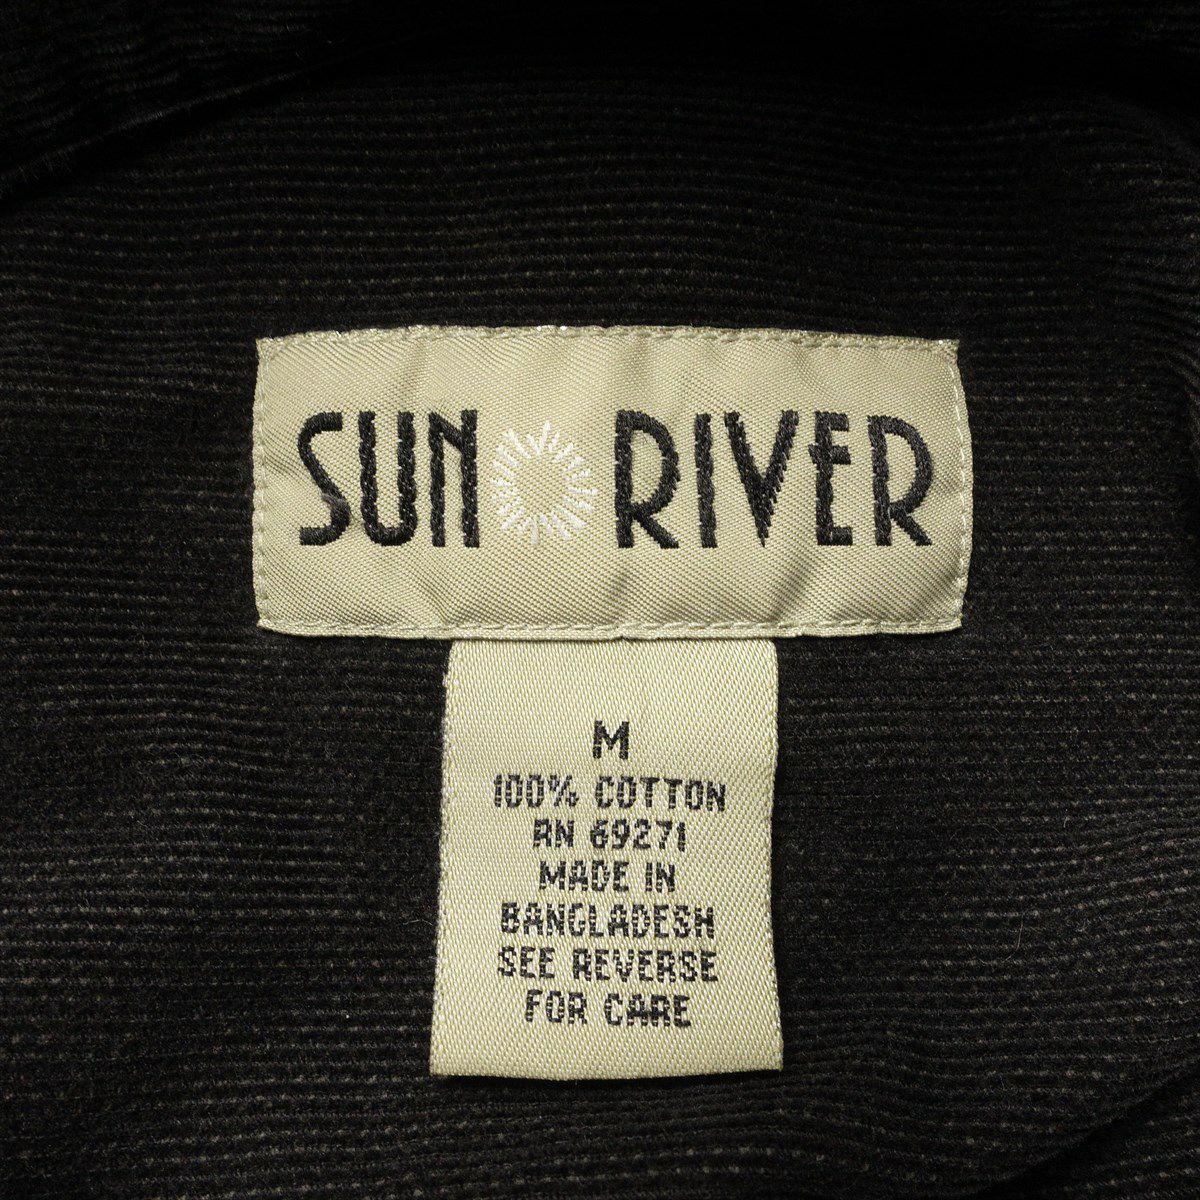 SUN RIVER
M
100% COTTON
RN 69271
MADE IN
BANGLADESH
SEE REVERSE
FOR CARE